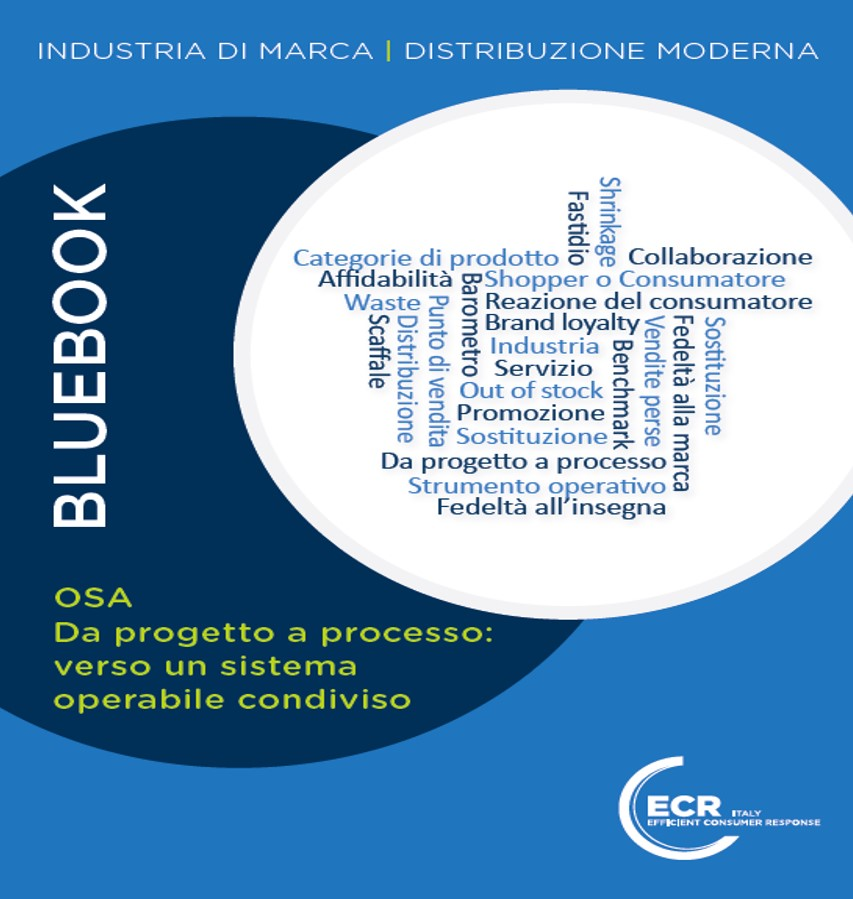 INDUSTRIA DI MARCA | DISTRIBUZIONE MODERNA
BLUEBOOK
Shrinkage
Fastidio
Categorie di prodotto
Collaborazione
Affidabilità
Barometro
Shopper o Consumatore
Waste
Punto di vendita
Reazione del consumatore
Scaffale
Distribuzione
Brand loyalty
Vendite perse
Fedeltà alla marca
Sostituzione
Industria
Benchmark
Servizio
Out of stock
Promozione
Sostituzione
Da progetto a processo
Strumento operativo
Fedeltà all’insegna
OSA
Da progetto a processo:
verso un sistema
operabile condiviso
ECR ITALY
EFFICIENT CONSUMER RESPONSE